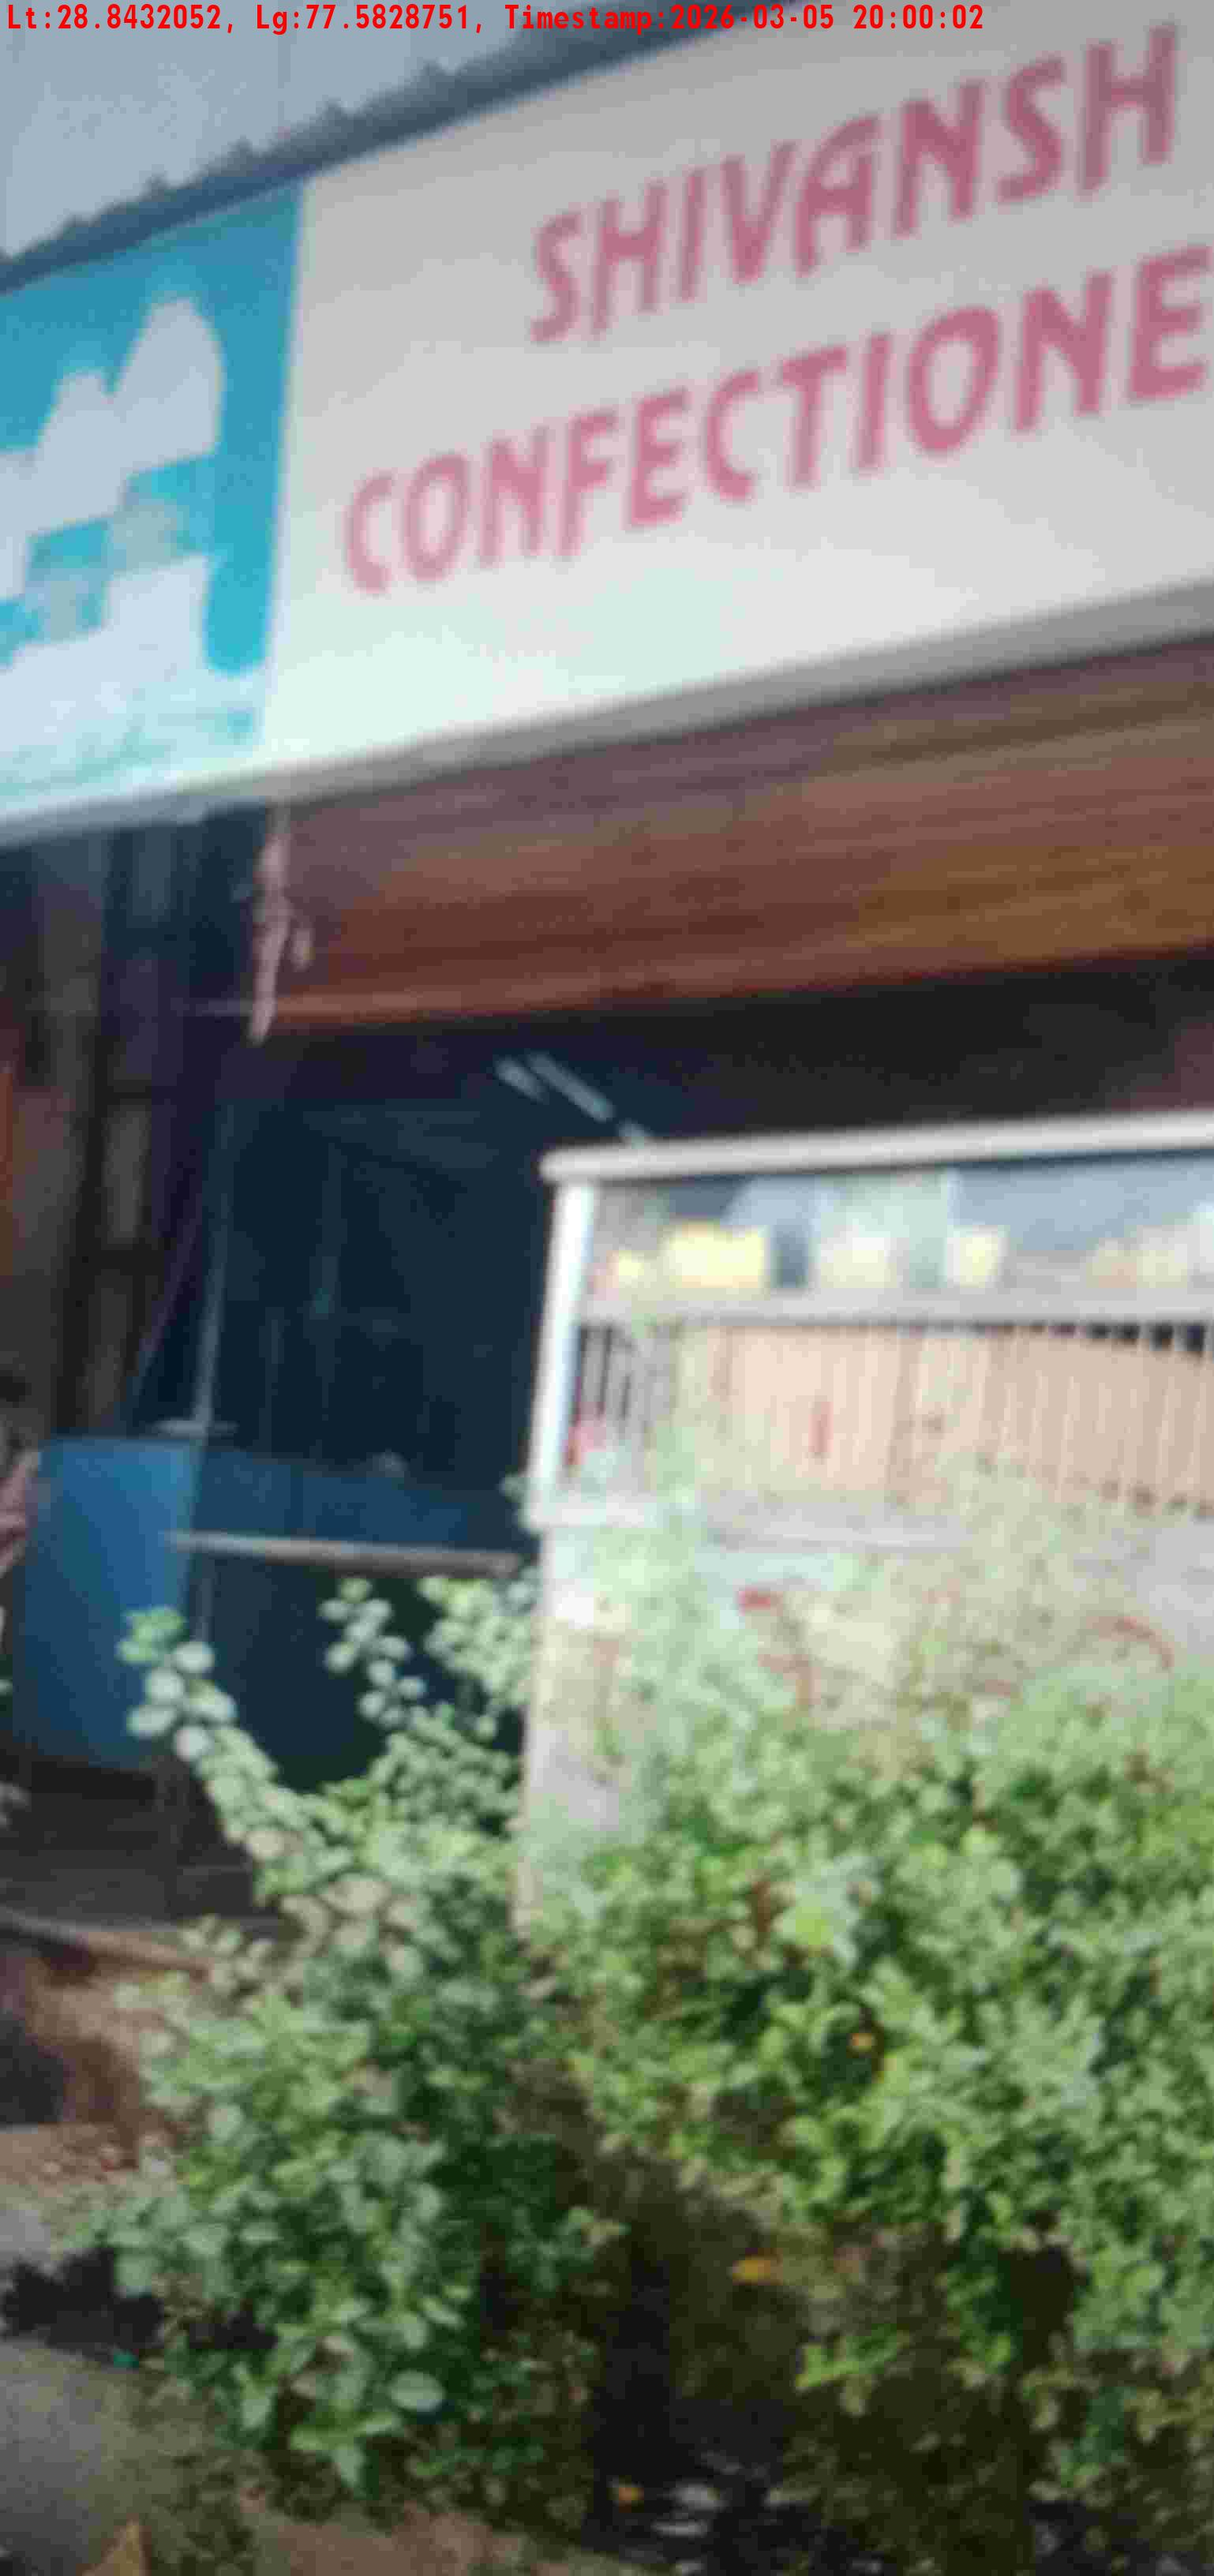 Lt:28.8432052, Lg:77.5828751, Timestamp:2026-03-05 20:00:02
SHIVANSH
CONFECTIONE